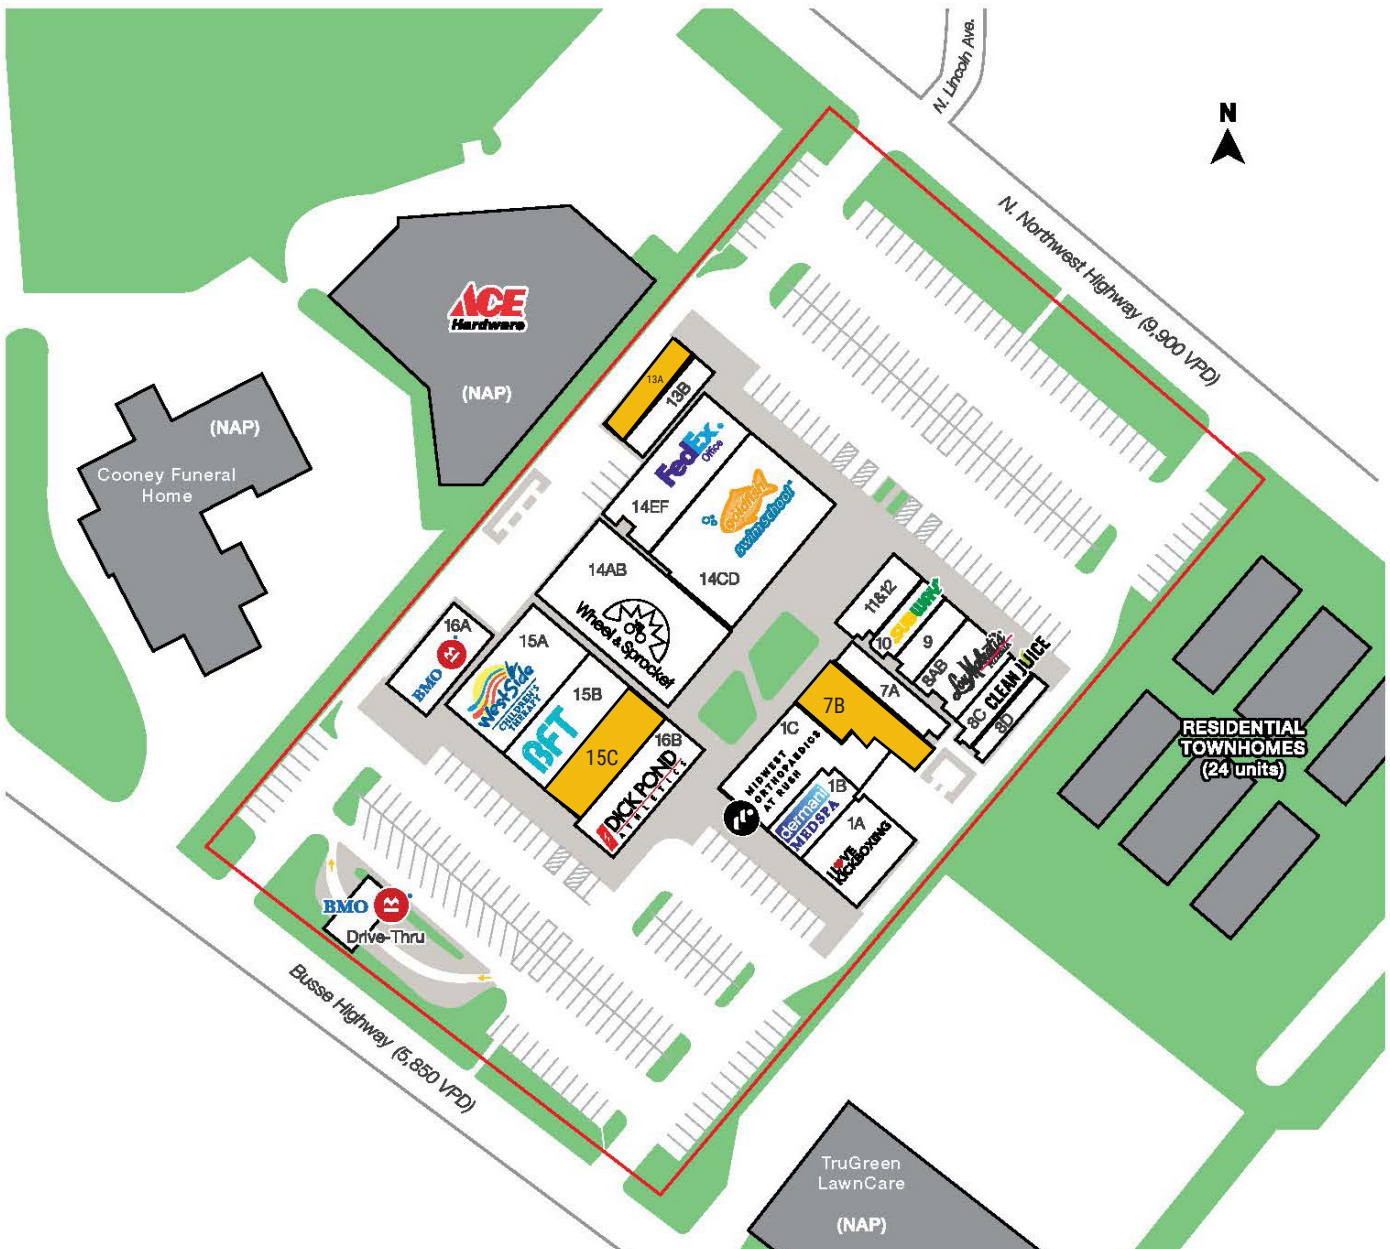 N. Lincoln Ave.
N
N. Northwest Highway (9,900 VPD)
ACE
Hardware
(NAP)
(NAP)
Cooney Funeral
Home
13A
13B
FedEx
Office
14EF
goldfish
swimschool
14CD
14AB
Wheel & Sprocket
16A
BMO
15A
WestSide
CHILDREN'S
THERAPY
15B
BFT
15C
16B
DICK POND
ATHLETICS
11&12
10
SUBWAY
9
8AB
Lou Malnati's
8C
CLEAN JUICE
8D
7A
7B
1C
MIDWEST
ORTHOPAEDICS
AT RUSH
1B
dermani
MEDSPA
1A
I LOVE
KICKBOXING
RESIDENTIAL
TOWNHOMES
(24 units)
BMO
Drive-Thru
Busse Highway (5,850 VPD)
TruGreen
LawnCare
(NAP)